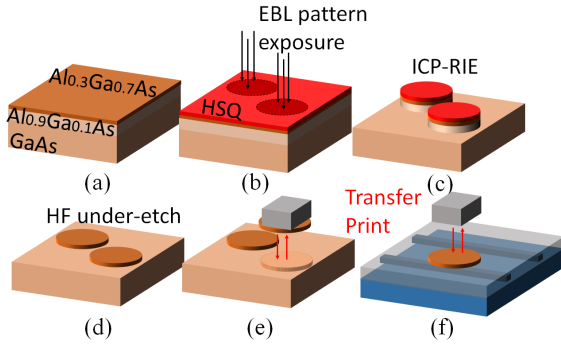 EBL pattern
exposure
Al0.3Ga0.7As
HSQ
ICP-RIE
Al0.9Ga0.1As
GaAs
(a)
(b)
(c)
HF under-etch
Transfer
Print
(d)
(e)
(f)